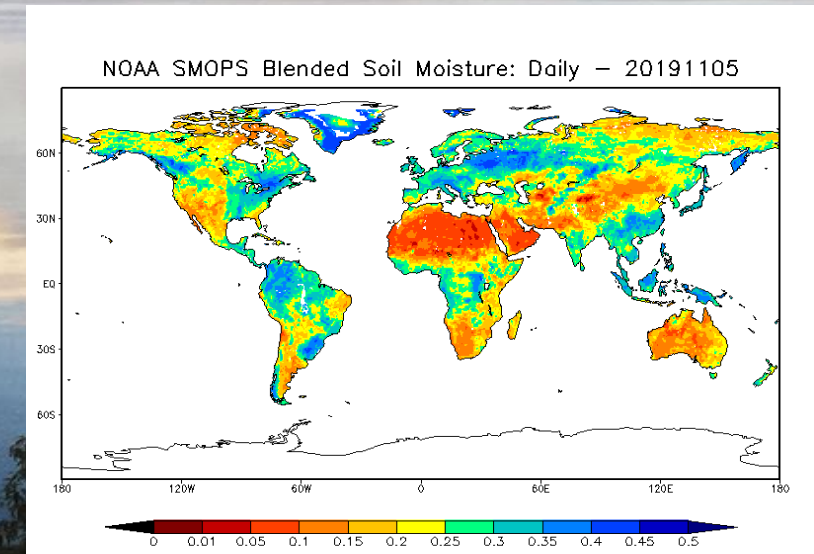 NOAA SMOPS Blended Soil Moisture: Daily – 20191105
60N
30N
EQ
30S
60S
180 120W 60W 0 60E 120E 180
0 0.01 0.05 0.1 0.15 0.2 0.25 0.3 0.35 0.4 0.45 0.5